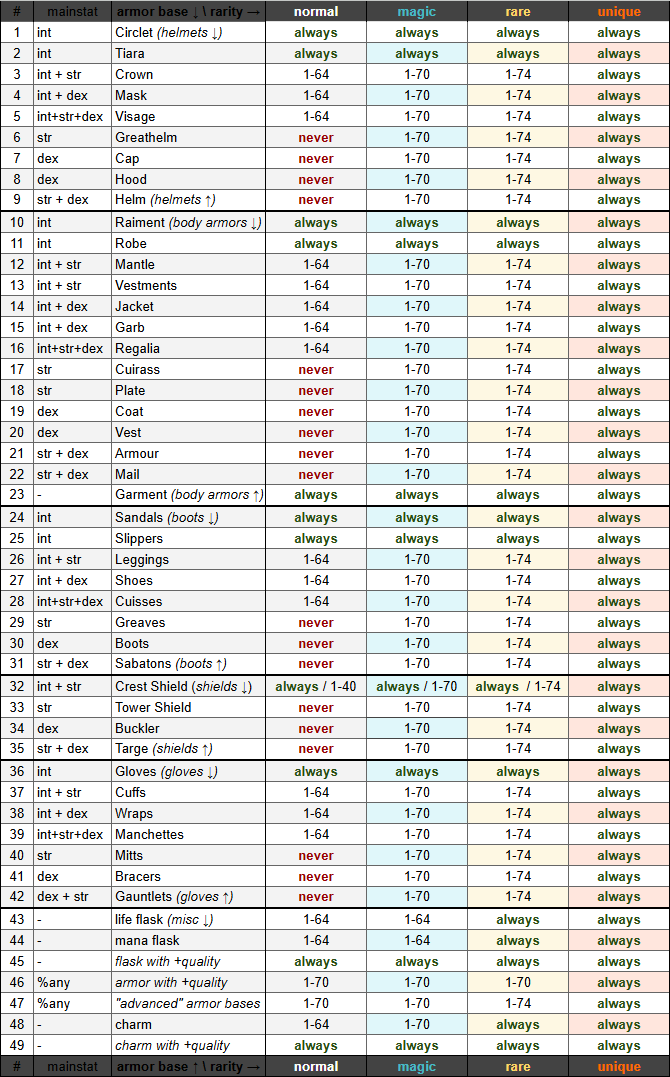 # mainstat armor base ↓ \ rarity → normal magic rare unique
1 int Circlet (helmets ↓) always always always always
2 int Tiara always always always always
3 int + str Crown 1-64 1-70 1-74 always
4 int + dex Mask 1-64 1-70 1-74 always
5 int+str+dex Visage 1-64 1-70 1-74 always
6 str Greathelm never 1-70 1-74 always
7 dex Cap never 1-70 1-74 always
8 dex Hood never 1-70 1-74 always
9 str + dex Helm (helmets ↑) never 1-70 1-74 always
10 int Raiment (body armors ↓) always always always always
11 int Robe always always always always
12 int + str Mantle 1-64 1-70 1-74 always
13 int + str Vestments 1-64 1-70 1-74 always
14 int + dex Jacket 1-64 1-70 1-74 always
15 int + dex Garb 1-64 1-70 1-74 always
16 int+str+dex Regalia 1-64 1-70 1-74 always
17 str Cuirass never 1-70 1-74 always
18 str Plate never 1-70 1-74 always
19 dex Coat never 1-70 1-74 always
20 dex Vest never 1-70 1-74 always
21 str + dex Armour never 1-70 1-74 always
22 str + dex Mail never 1-70 1-74 always
23 - Garment (body armors ↑) always always always always
24 int Sandals (boots ↓) always always always always
25 int Slippers always always always always
26 int + str Leggings 1-64 1-70 1-74 always
27 int + dex Shoes 1-64 1-70 1-74 always
28 int+str+dex Cuisses 1-64 1-70 1-74 always
29 str Greaves never 1-70 1-74 always
30 dex Boots never 1-70 1-74 always
31 str + dex Sabatons (boots ↑) never 1-70 1-74 always
32 int + str Crest Shield (shields ↓) always / 1-40 always / 1-70 always / 1-74 always
33 str Tower Shield never 1-70 1-74 always
34 dex Buckler never 1-70 1-74 always
35 str + dex Targe (shields ↑) never 1-70 1-74 always
36 int Gloves (gloves ↓) always always always always
37 int + str Cuffs 1-64 1-70 1-74 always
38 int + dex Wraps 1-64 1-70 1-74 always
39 int+str+dex Manchettes 1-64 1-70 1-74 always
40 str Mitts never 1-70 1-74 always
41 dex Bracers never 1-70 1-74 always
42 dex + str Gauntlets (gloves ↑) never 1-70 1-74 always
43 - life flask (misc ↓) 1-64 1-64 always always
44 - mana flask 1-64 1-64 always always
45 - flask with +quality always always always always
46 %any armor with +quality 1-70 1-70 1-70 always
47 %any "advanced" armor bases 1-70 1-70 1-74 always
48 - charm 1-64 1-70 always always
49 - charm with +quality always always always always
# mainstat armor base ↑ \ rarity → normal magic rare unique